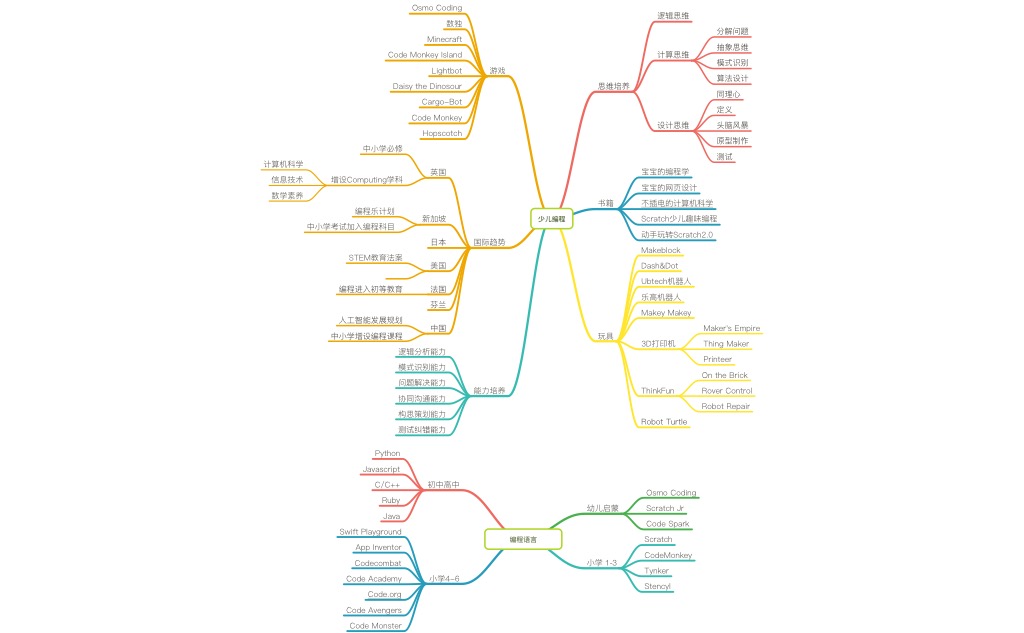 少儿编程
思维培养
逻辑思维
计算思维
分解问题
抽象思维
模式识别
算法设计
设计思维
同理心
定义
头脑风暴
原型制作
测试
书籍
宝宝的编程学
宝宝的网页设计
不插电的计算机科学
Scratch少儿趣味编程
动手玩转Scratch2.0
玩具
Makeblock
Dash&Dot
Ubtech机器人
乐高机器人
Makey Makey
3D打印机
Maker's Empire
Thing Maker
Printeer
ThinkFun
On the Brick
Rover Control
Robot Repair
Robot Turtle
游戏
Osmo Coding
数独
Minecraft
Code Monkey Island
Lightbot
Daisy the Dinosour
Cargo-Bot
Code Monkey
Hopscotch
国际趋势
英国
中小学必修
增设Computing学科
计算机科学
信息技术
数学素养
新加坡
编程乐计划
中小学考试加入编程科目
日本
美国
STEM教育法案
法国
编程进入初等教育
芬兰
中国
人工智能发展规划
中小学增设编程课程
能力培养
逻辑分析能力
模式识别能力
问题解决能力
协同沟通能力
构思策划能力
测试纠错能力
编程语言
幼儿启蒙
Osmo Coding
Scratch Jr
Code Spark
小学 1-3
Scratch
CodeMonkey
Tynker
Stencyl
初中高中
Python
Javascript
C/C++
Ruby
Java
小学4-6
Swift Playground
App Inventor
Codecombat
Code Academy
Code.org
Code Avengers
Code Monster